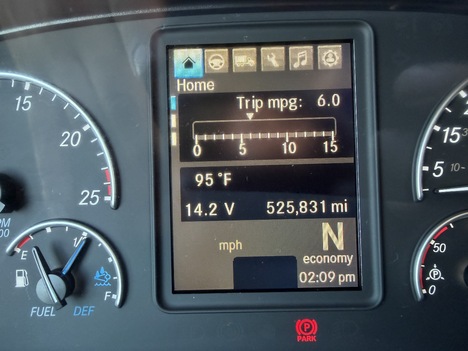 Home
Trip mpg: 6.0
0 5 10 15
95 °F
14.2 V 525,831 mi
mph N
economy
02:09 pm
15
20
25
E 1/ F
FUEL DEF
15
10
5
50
0
P
PARK